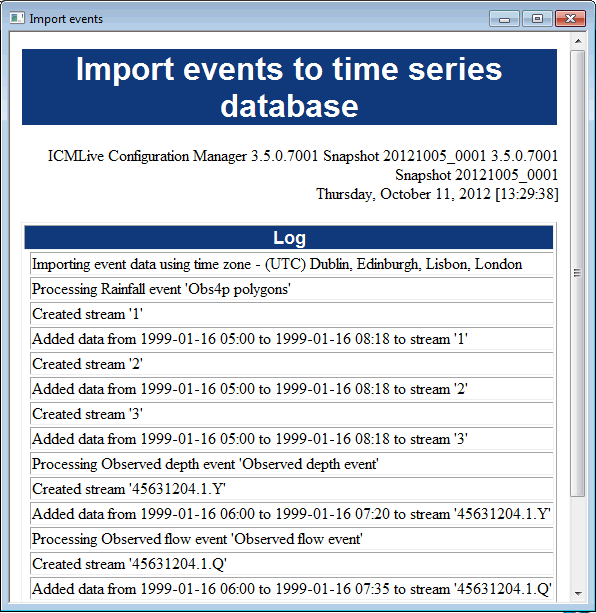 Import events
Import events to time series
database
ICMLive Configuration Manager 3.5.0.7001 Snapshot 20121005_0001 3.5.0.7001
Snapshot 20121005_0001
Thursday, October 11, 2012 [13:29:38]
Log
Importing event data using time zone - (UTC) Dublin, Edinburgh, Lisbon, London
Processing Rainfall event 'Obs4p polygons'
Created stream '1'
Added data from 1999-01-16 05:00 to 1999-01-16 08:18 to stream '1'
Created stream '2'
Added data from 1999-01-16 05:00 to 1999-01-16 08:18 to stream '2'
Created stream '3'
Added data from 1999-01-16 05:00 to 1999-01-16 08:18 to stream '3'
Processing Observed depth event 'Observed depth event'
Created stream '45631204.1.Y'
Added data from 1999-01-16 06:00 to 1999-01-16 07:20 to stream '45631204.1.Y'
Processing Observed flow event 'Observed flow event'
Created stream '45631204.1.Q'
Added data from 1999-01-16 06:00 to 1999-01-16 07:35 to stream '45631204.1.Q'